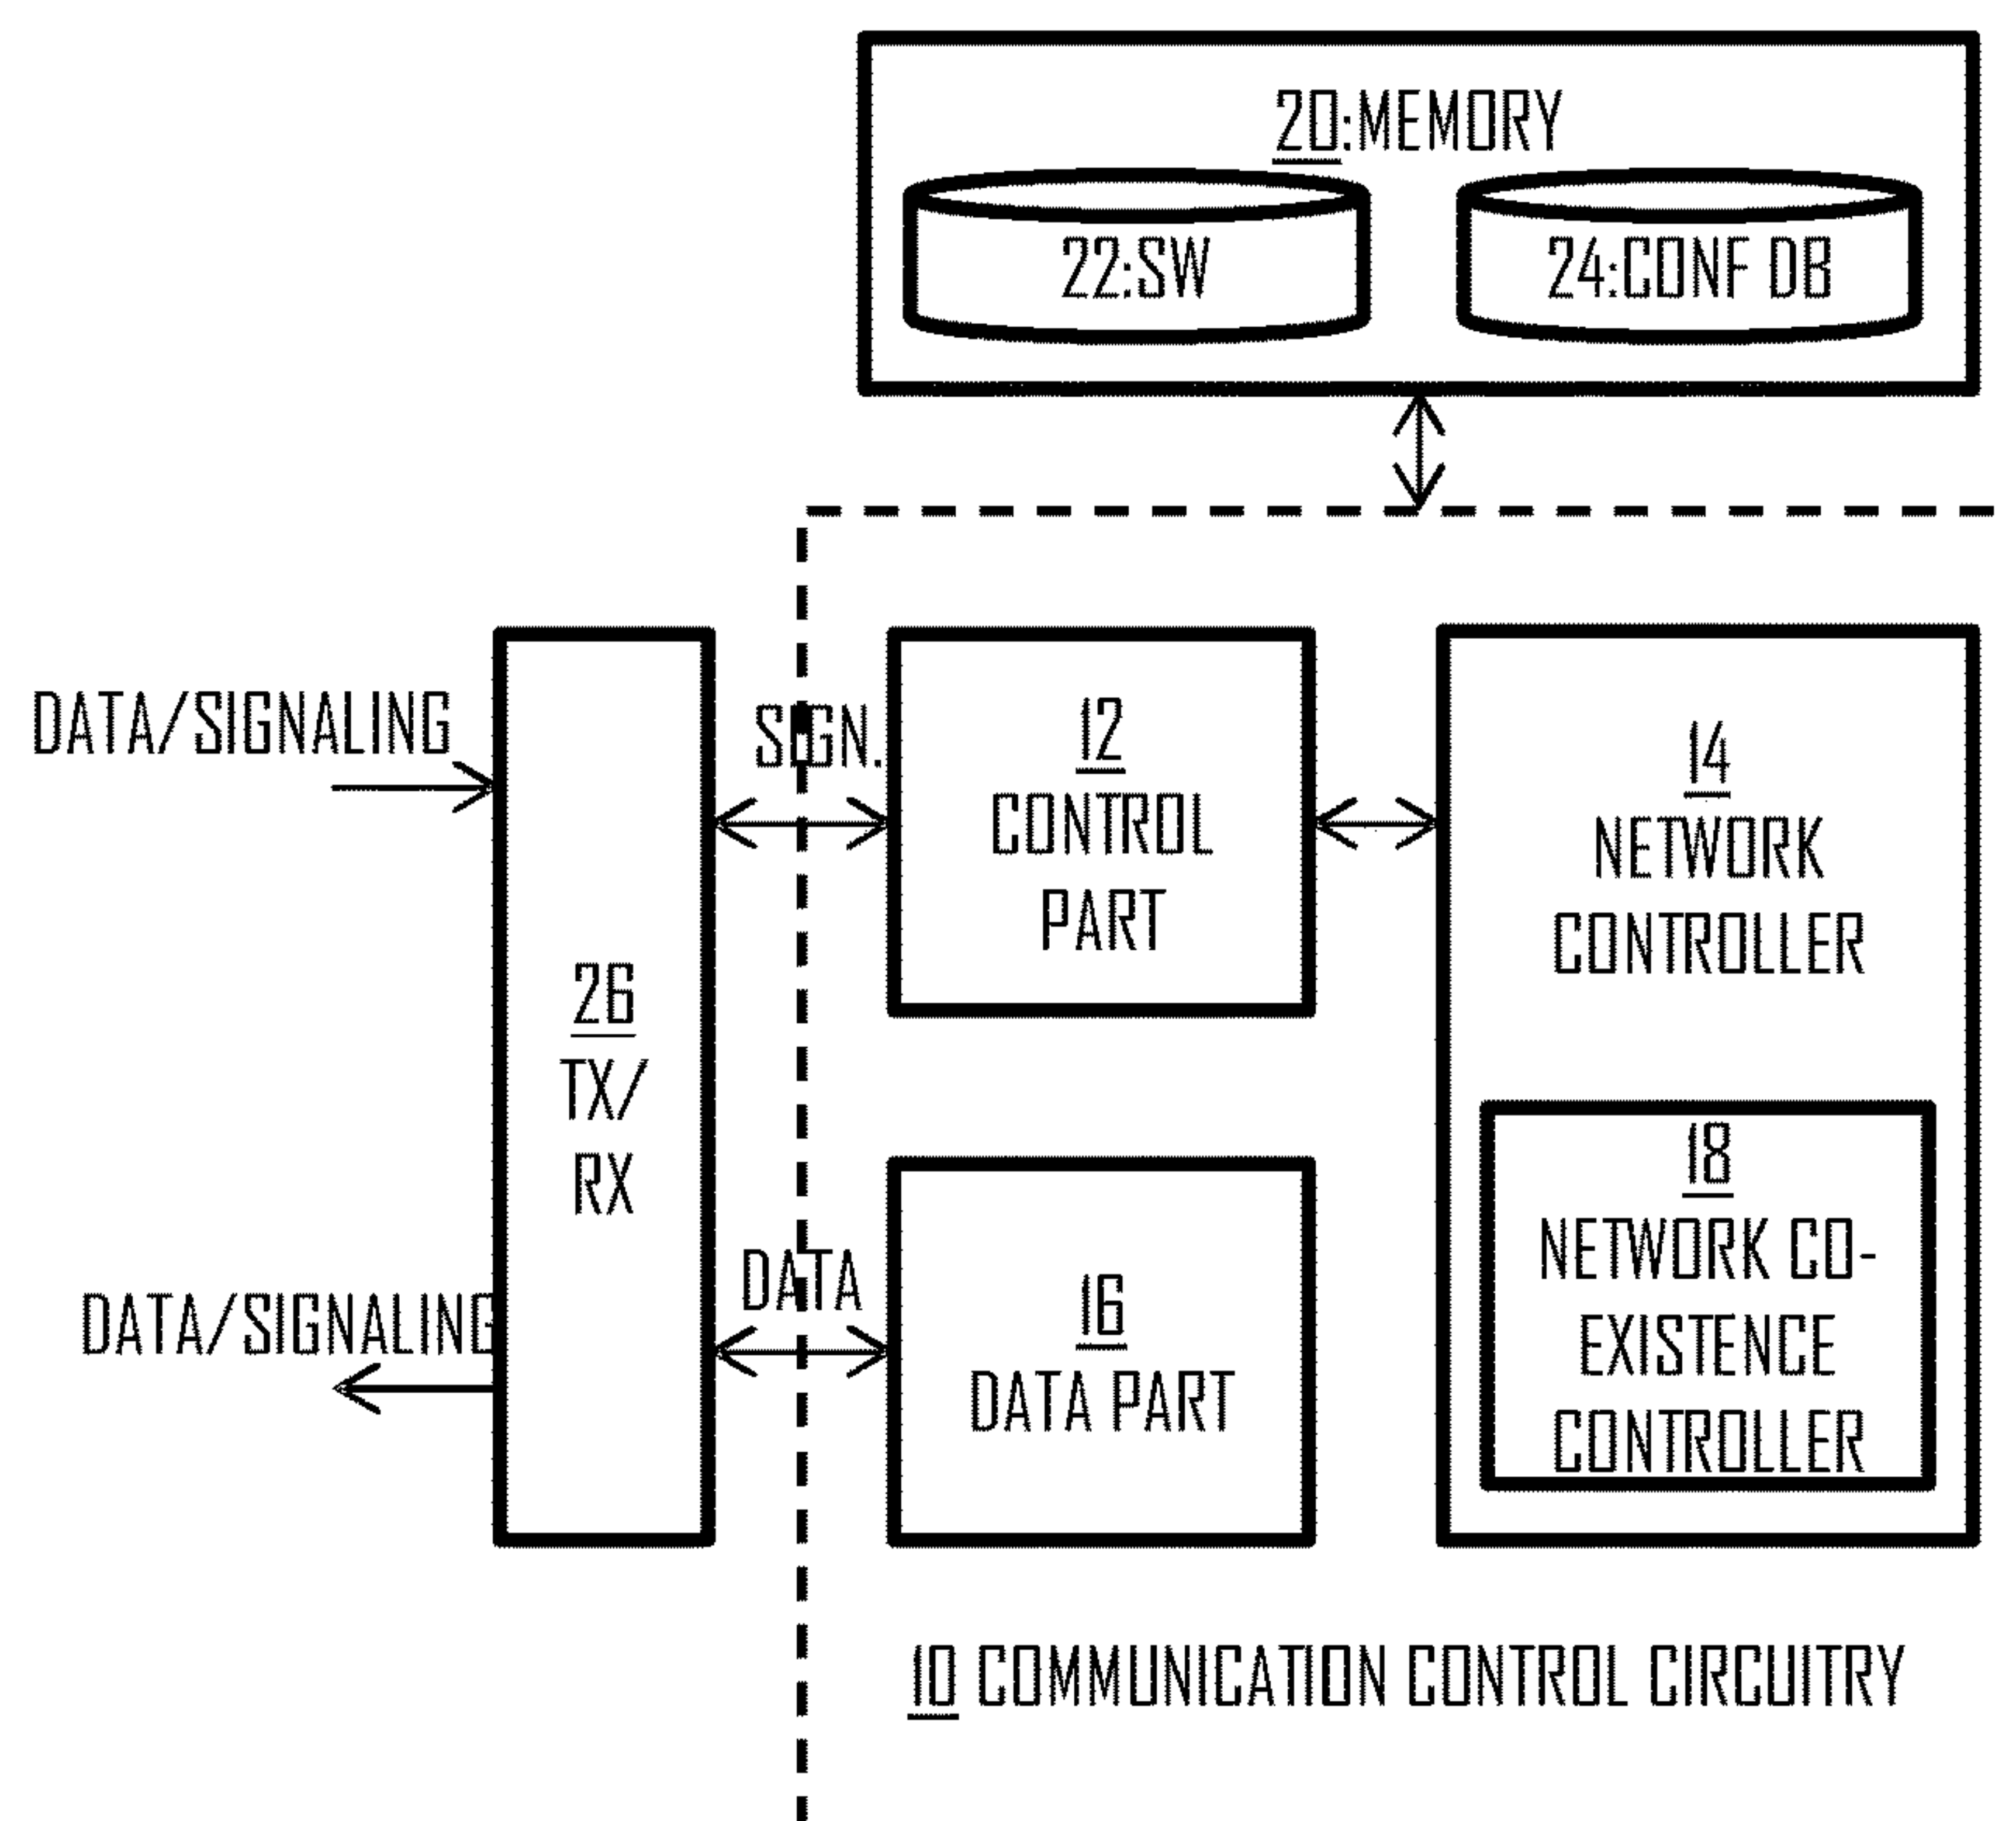 20:MEMORY
22:SW
24:CONF DB
DATA/SIGNALING
SIGN.
12
CONTROL
PART
14
NETWORK
CONTROLLER
26
TX/
RX
18
NETWORK CO-
EXISTENCE
CONTROLLER
DATA/SIGNALING
DATA
16
DATA PART
10 COMMUNICATION CONTROL CIRCUITRY